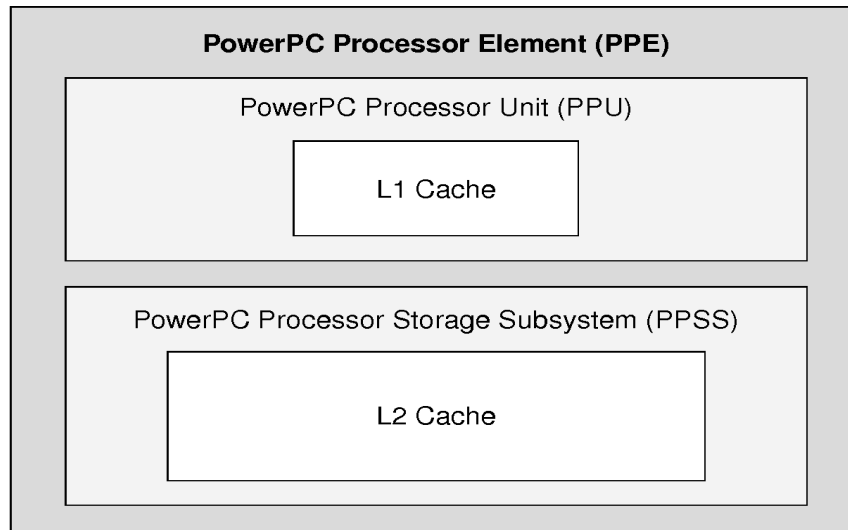 PowerPC Processor Element (PPE)
PowerPC Processor Unit (PPU)
L1 Cache
PowerPC Processor Storage Subsystem (PPSS)
L2 Cache